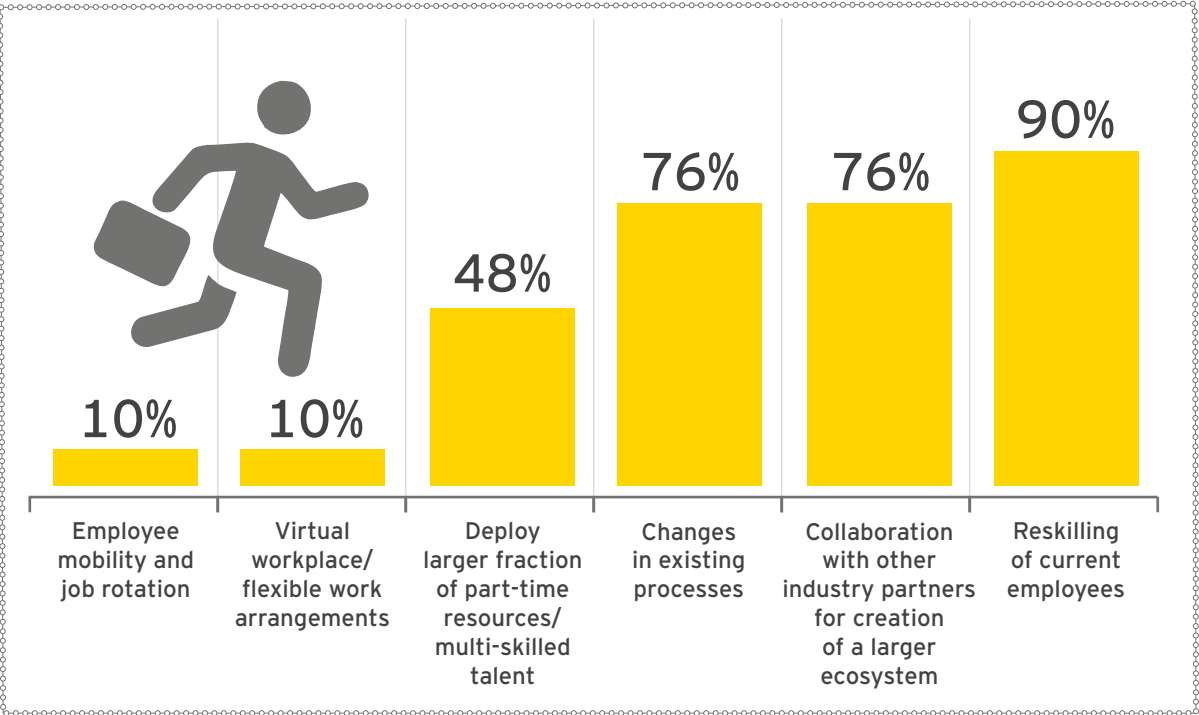 90%
76%
76%
48%
10%
10%
Employee
mobility and
job rotation
Virtual
workplace/
flexible work
arrangements
Deploy
larger fraction
of part-time
resources/
multi-skilled
talent
Changes
in existing
processes
Collaboration
with other
industry partners
for creation
of a larger
ecosystem
Reskilling
of current
employees